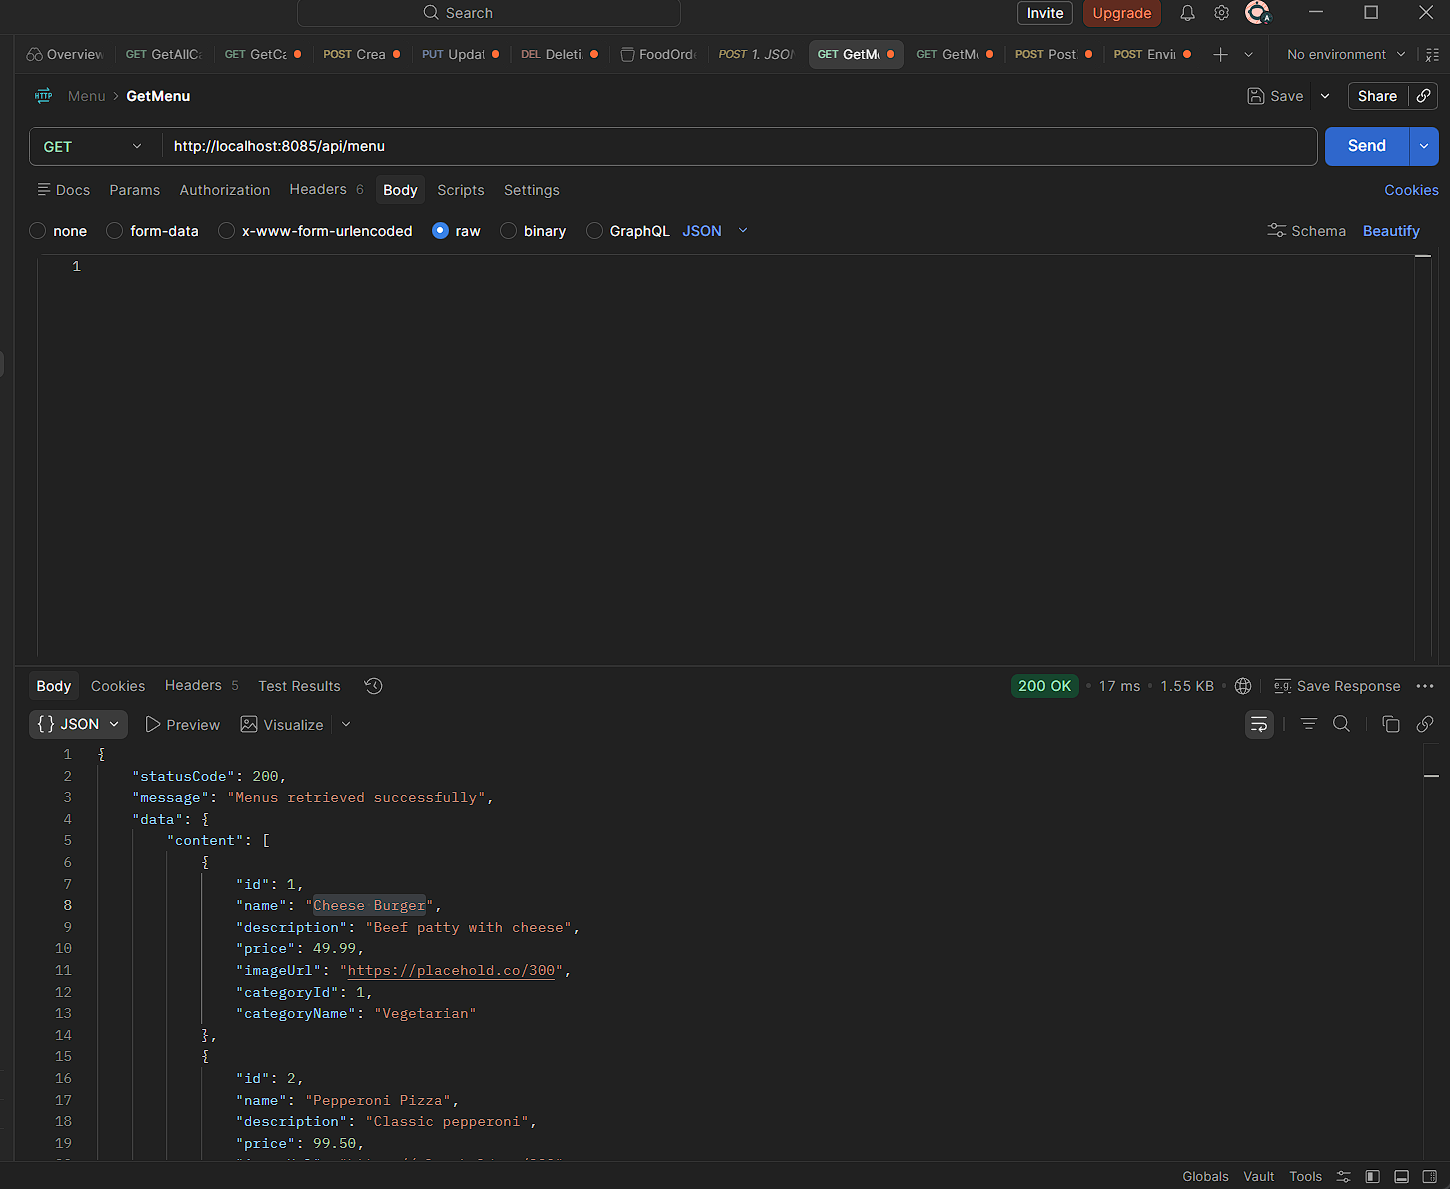 Search
Invite
Upgrade
Overview
GET GetAllCa
GET GetCa
POST Crea
PUT Updat
DEL Deleti
FoodOrd
POST 1. JSON
GET GetM
GET GetM
POST Post
POST Envi
No environment
HTTP Menu > GetMenu
Save
Share
GET http://localhost:8085/api/menu
Send
Docs Params Authorization Headers 6 Body Scripts Settings
Cookies
none form-data x-www-form-urlencoded raw binary GraphQL JSON
Schema Beautify
1
Body Cookies Headers 5 Test Results
200 OK • 17 ms • 1.55 KB •
e.g. Save Response
{} JSON Preview Visualize
1 {
2 "statusCode": 200,
3 "message": "Menus retrieved successfully",
4 "data": {
5 "content": [
6 {
7 "id": 1,
8 "name": "Cheese Burger",
9 "description": "Beef patty with cheese",
10 "price": 49.99,
11 "imageUrl": "https://placehold.co/300",
12 "categoryId": 1,
13 "categoryName": "Vegetarian"
14 },
15 {
16 "id": 2,
17 "name": "Pepperoni Pizza",
18 "description": "Classic pepperoni",
19 "price": 99.50,
Globals Vault Tools